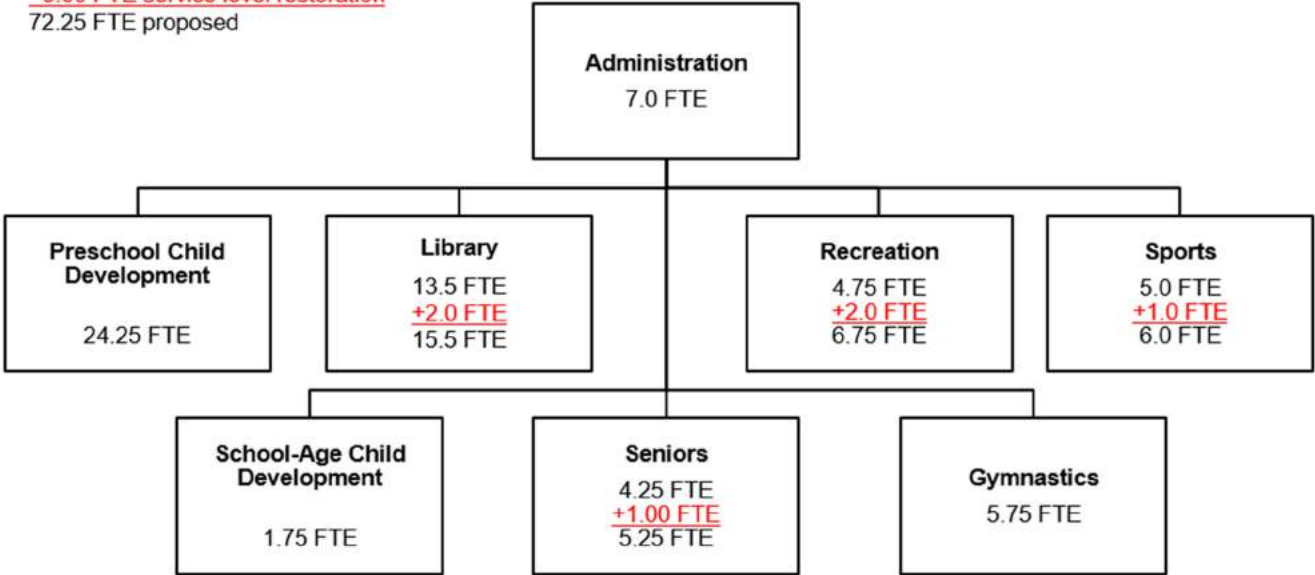 72.25 FTE proposed
Administration
7.0 FTE
Preschool Child
Development
24.25 FTE
Library
13.5 FTE
+2.0 FTE
15.5 FTE
Recreation
4.75 FTE
+2.0 FTE
6.75 FTE
Sports
5.0 FTE
+1.0 FTE
6.0 FTE
School-Age Child
Development
1.75 FTE
Seniors
4.25 FTE
+1.00 FTE
5.25 FTE
Gymnastics
5.75 FTE